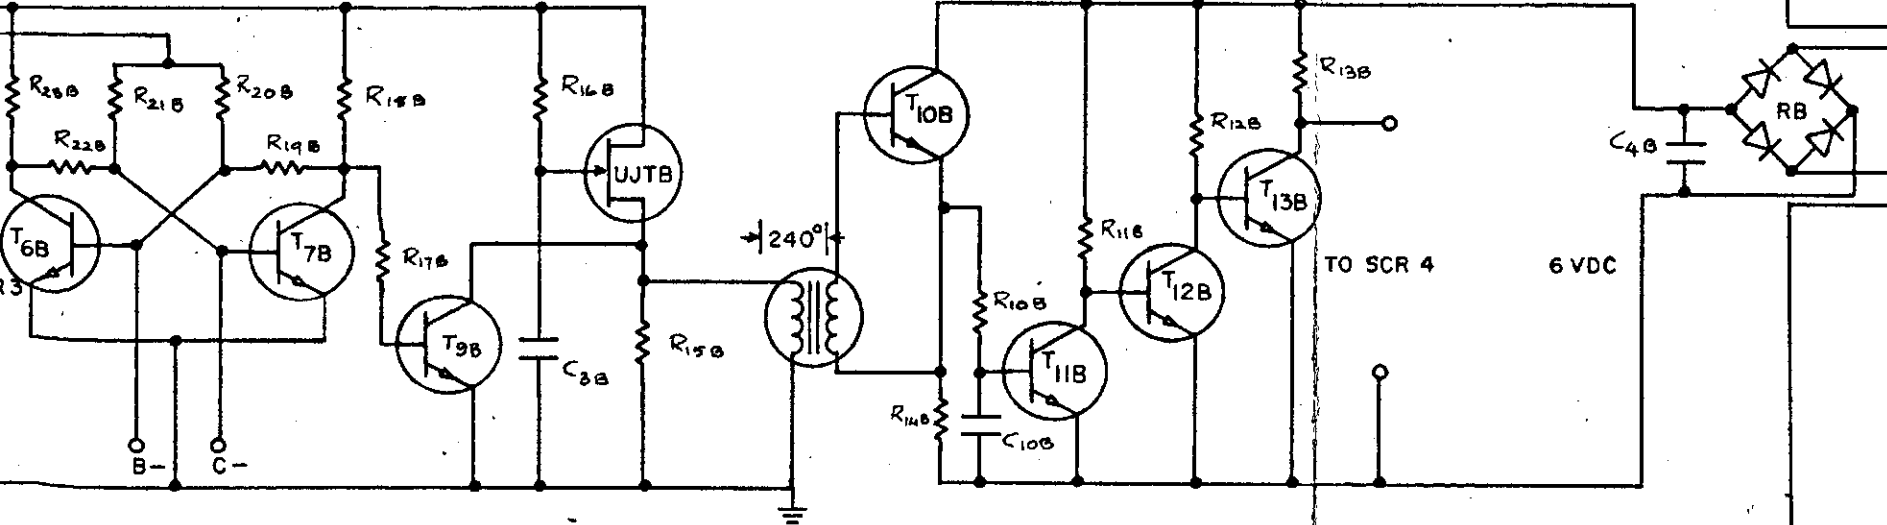 R23B
R21B
R20B
R18B
R16B
R22B
R19B
T6B
T7B
R17B
UJTB
T9B
C3B
R15B
B-
C-
R3
240°
T10B
R13B
R12B
R11B
T13B
T12B
R10B
T11B
R14B
C10B
TO SCR 4
6 VDC
C4B
RB